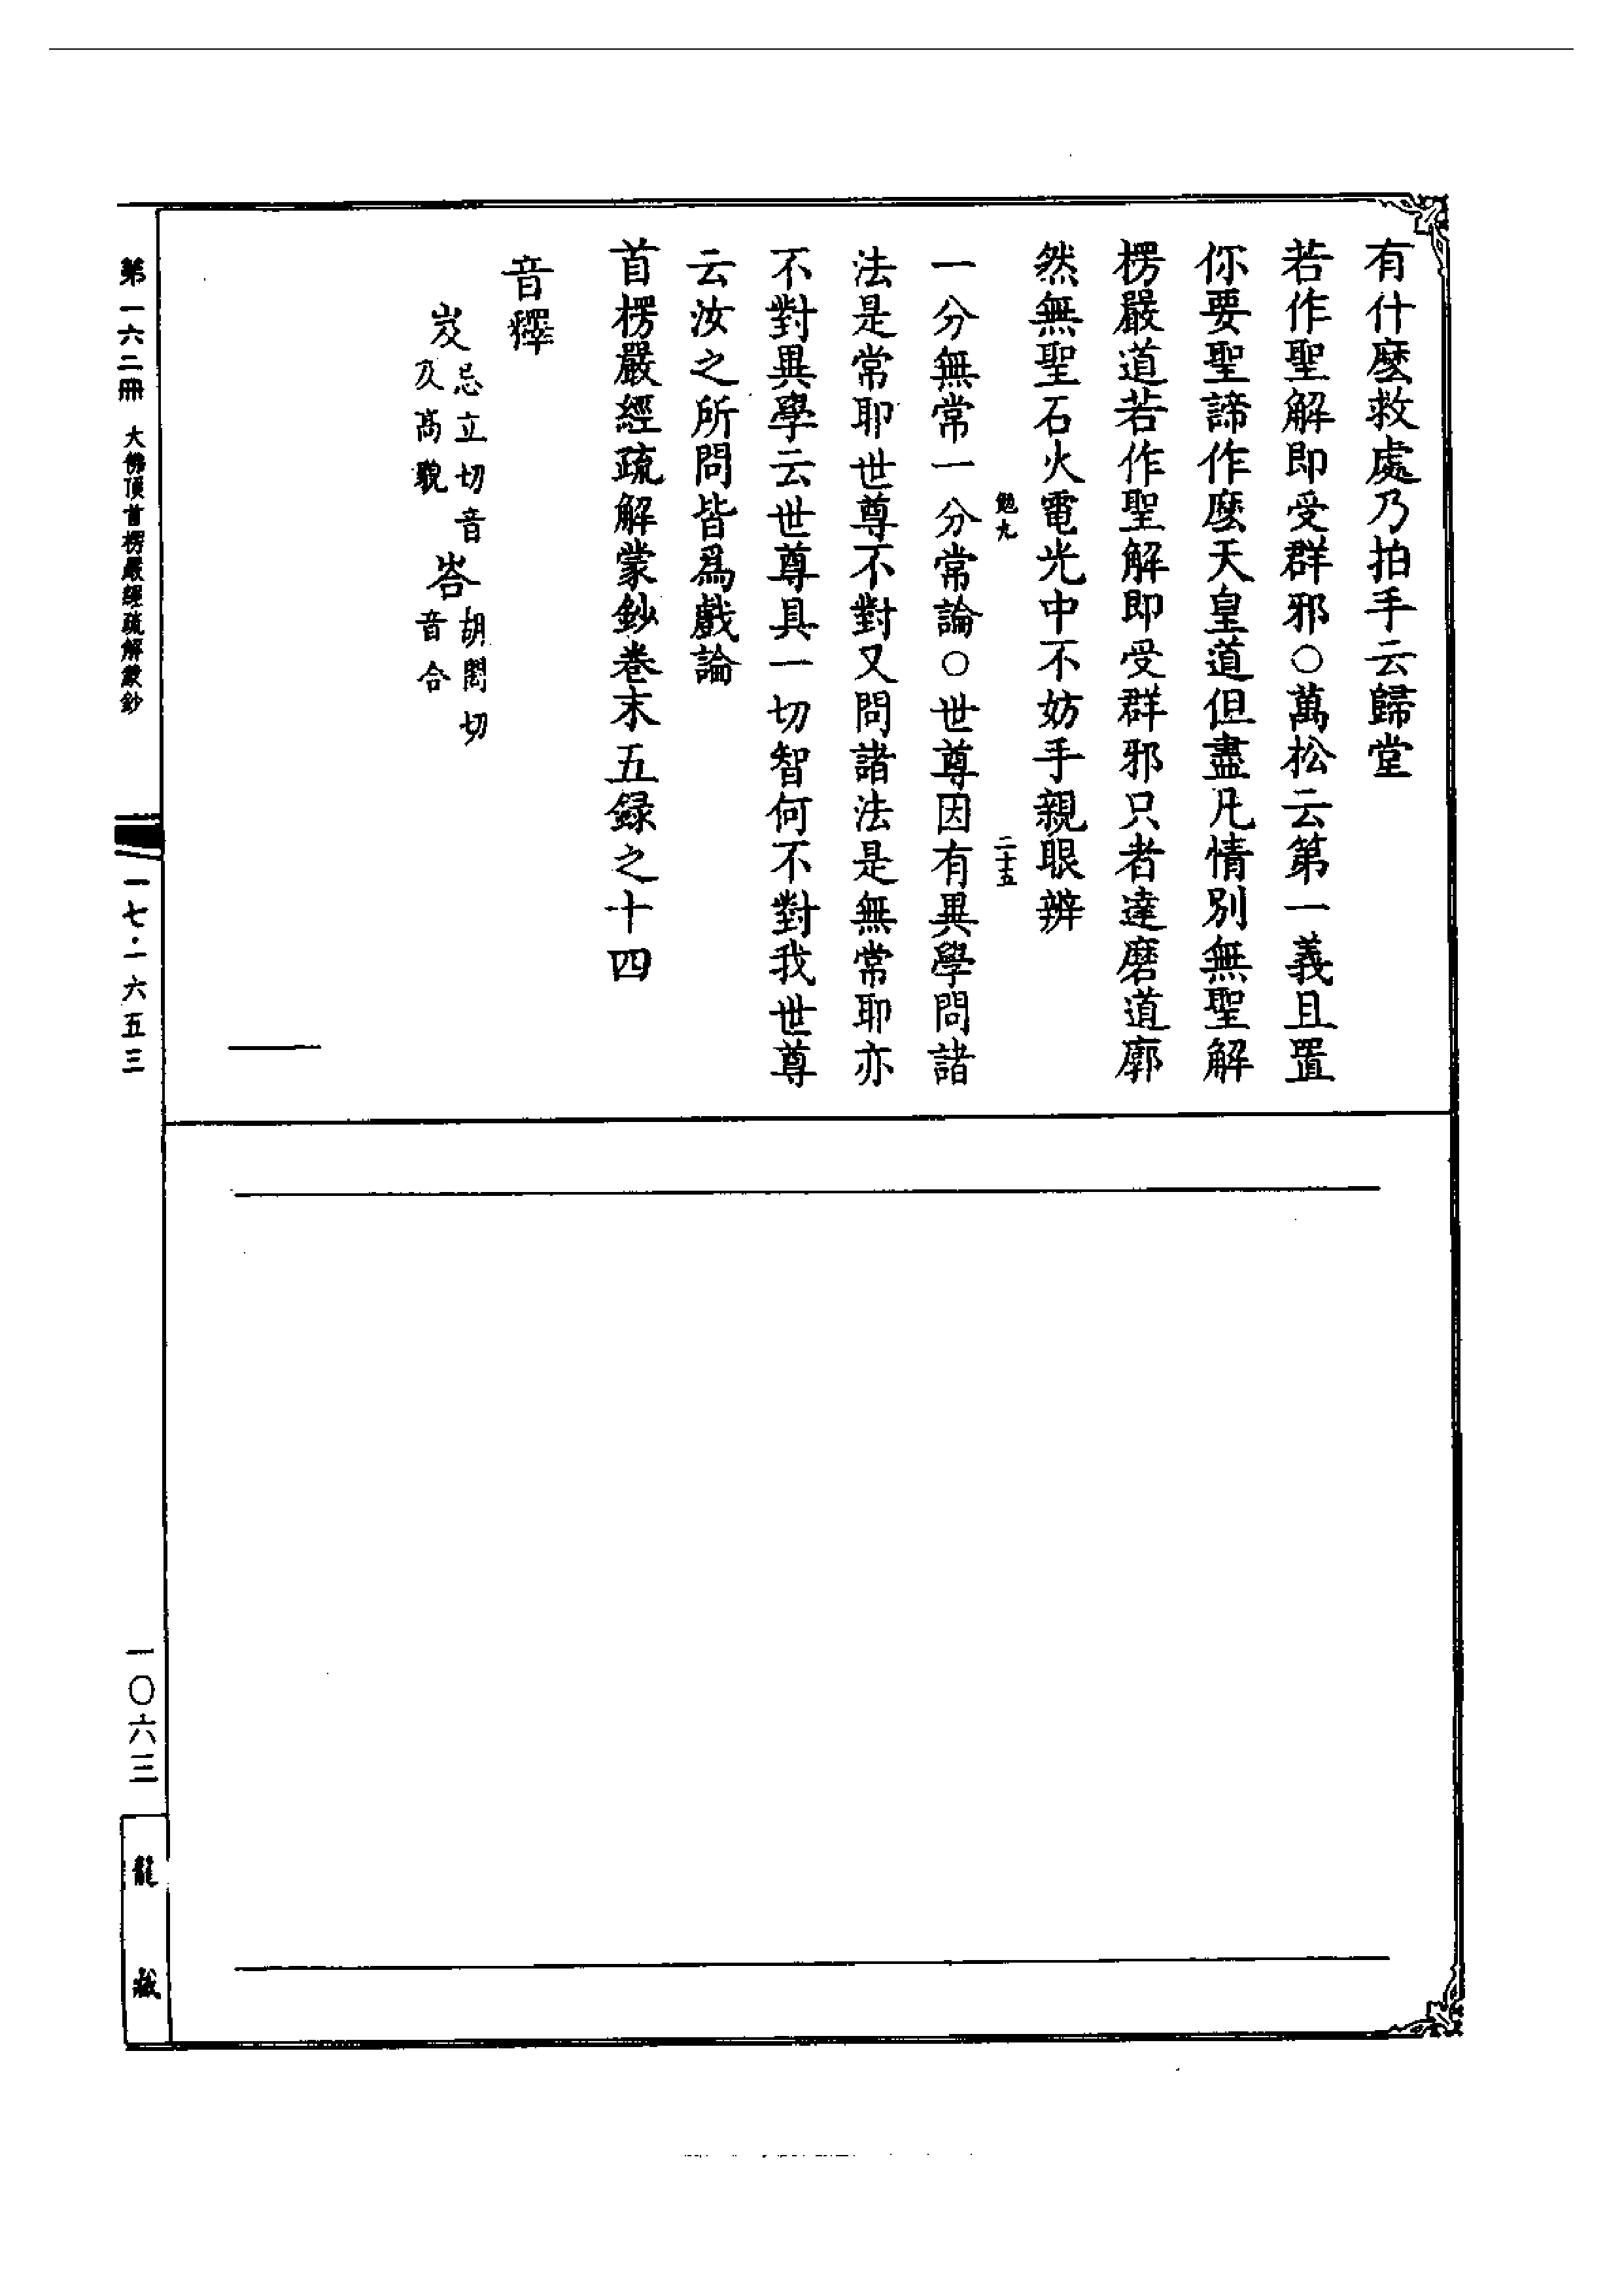 有什麽救處乃拍手云歸堂
若作聖解即受群邪○萬松云第一義且置
你要聖諦作麽天皇道但盡凡情別無聖解
楞嚴道若作聖解即受群邪只者達磨道廓
然無聖石火電光中不妨手親眼辨
勉九 二十五
一分無常一分常論○世尊因有異學問諸
法是常耶世尊不對又問諸法是無常耶亦
不對異學云世尊具一切智何不對我世尊
云汝之所問皆爲戲論
首楞嚴經疏解蒙鈔卷末五録之十四
音釋
岌忌立切音及高貌 峇胡閤切音合
第一六二冊 大佛頂首楞嚴經疏解蒙鈔
一七·一六五三
一〇六三
龍藏